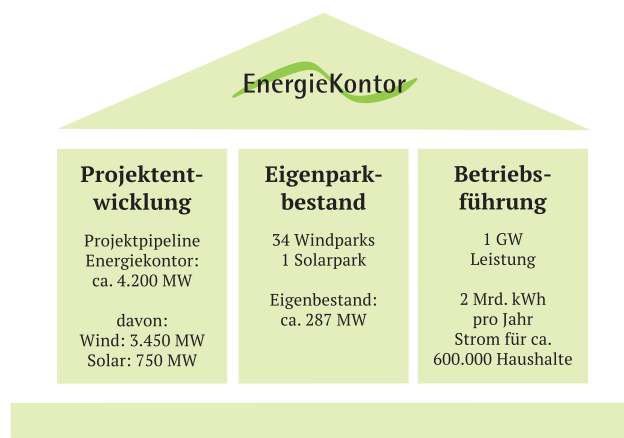 EnergieKontor
Projektent-
wicklung
Projektpipeline
Energiekontor:
ca. 4.200 MW
davon:
Wind: 3.450 MW
Solar: 750 MW
Eigenpark-
bestand
34 Windparks
1 Solarpark
Eigenbestand:
ca. 287 MW
Betriebs-
führung
1 GW
Leistung
2 Mrd. kWh
pro Jahr
Strom für ca.
600.000 Haushalte